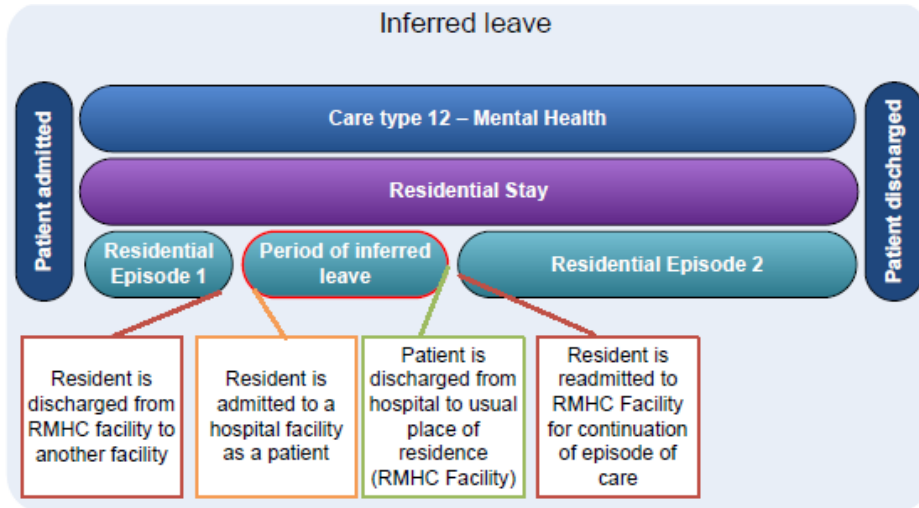 Inferred leave
Patient admitted
Care type 12 – Mental Health
Patient discharged
Residential Stay
Residential
Episode 1
Period of inferred
leave
Residential Episode 2
Resident is
discharged from
RMHC facility to
another facility
Resident is
admitted to a
hospital facility
as a patient
Patient is
discharged from
hospital to usual
place of
residence
(RMHC Facility)
Resident is
readmitted to
RMHC Facility
for continuation
of episode of
care